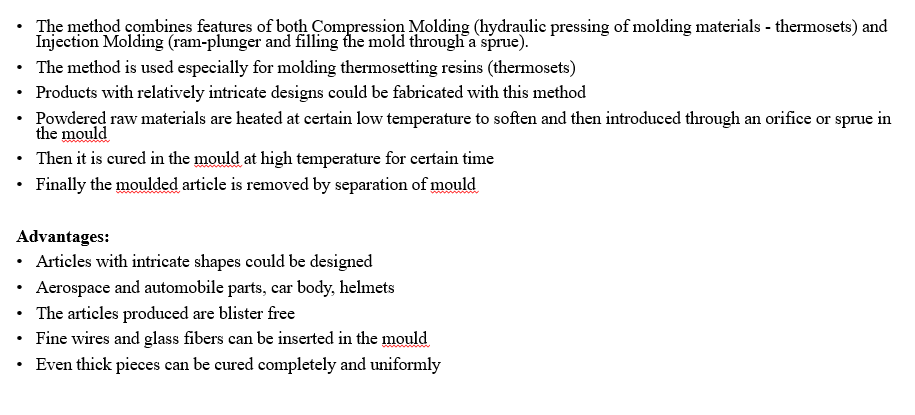 • The method combines features of both Compression Molding (hydraulic pressing of molding materials - thermosets) and
Injection Molding (ram-plunger and filling the mold through a sprue).
• The method is used especially for molding thermosetting resins (thermosets)
• Products with relatively intricate designs could be fabricated with this method
• Powdered raw materials are heated at certain low temperature to soften and then introduced through an orifice or sprue in
the mould
• Then it is cured in the mould at high temperature for certain time
• Finally the moulded article is removed by separation of mould
Advantages:
• Articles with intricate shapes could be designed
• Aerospace and automobile parts, car body, helmets
• The articles produced are blister free
• Fine wires and glass fibers can be inserted in the mould
• Even thick pieces can be cured completely and uniformly